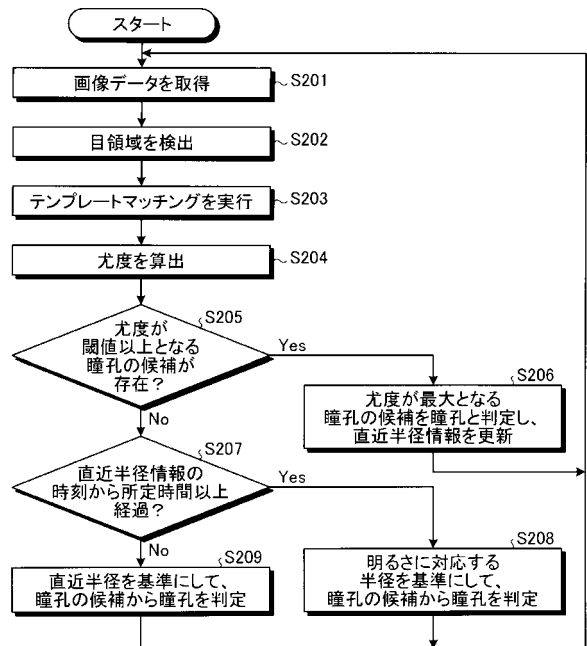 スタート
画像データを取得
S201
目領域を検出
S202
テンプレートマッチングを実行
S203
尤度を算出
S204
S205
尤度が
閾値以上となる
瞳孔の候補が
存在？
Yes
No
S206
尤度が最大となる
瞳孔の候補を瞳孔と判定し、
直近半径情報を更新
S207
直近半径情報の
時刻から所定時間以上
経過？
Yes
No
S208
明るさに対応する
半径を基準にして、
瞳孔の候補から瞳孔を判定
S209
直近半径を基準にして、
瞳孔の候補から瞳孔を判定